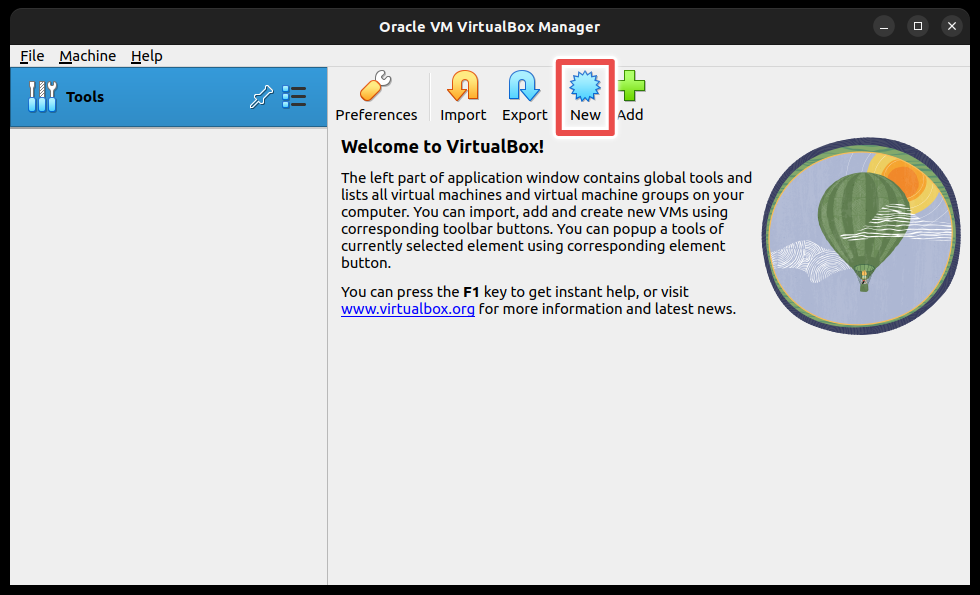 Oracle VM VirtualBox Manager
File Machine Help
Tools
Preferences Import Export New Add
Welcome to VirtualBox!
The left part of application window contains global tools and
lists all virtual machines and virtual machine groups on your
computer. You can import, add and create new VMs using
corresponding toolbar buttons. You can popup a tools of
currently selected element using corresponding element
button.
You can press the F1 key to get instant help, or visit
www.virtualbox.org for more information and latest news.